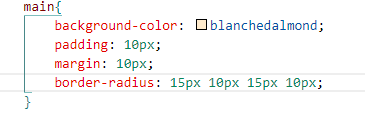 main{
background-color: blanchedalmond;
padding: 10px;
margin: 10px;
border-radius: 15px 10px 15px 10px;
}